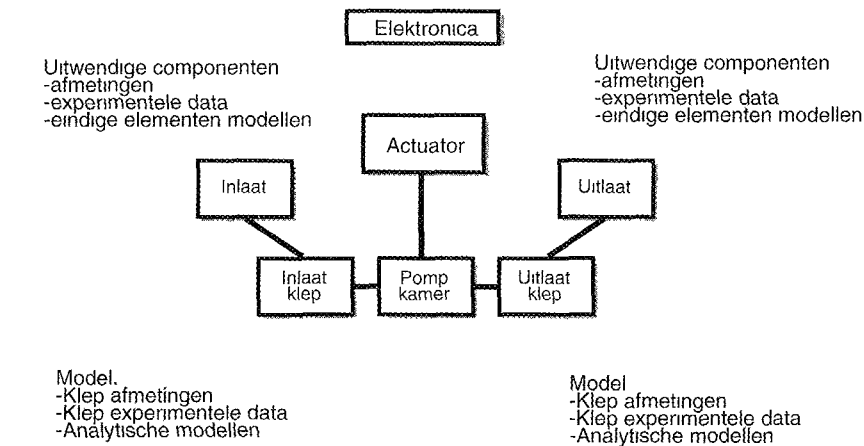 Elektronica
Uitwendige componenten
-afmetingen
-experimentele data
-eindige elementen modellen
Uitwendige componenten
-afmetingen
-experimentele data
-eindige elementen modellen
Actuator
Inlaat
Uitlaat
Inlaat
klep
Pomp
kamer
Uitlaat
klep
Model.
-Klep afmetingen
-Klep experimentele data
-Analytische modellen
Model
-Klep afmetingen
-Klep experimentele data
-Analytische modellen